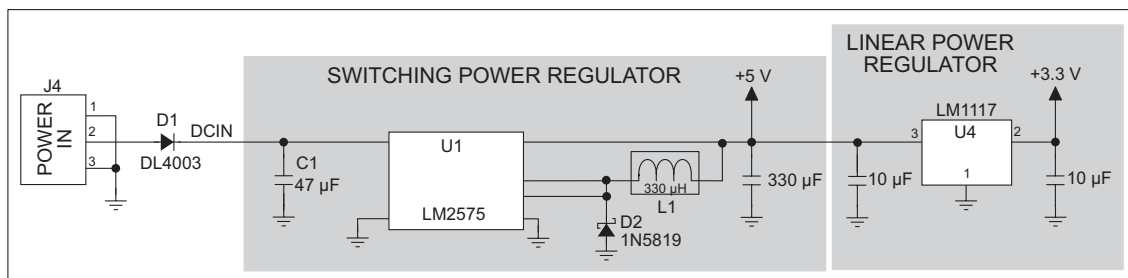 J4
POWER
IN
1
2
3
D1
DL4003
DCIN
SWITCHING POWER REGULATOR
C1
47 µF
U1
LM2575
330 µH
L1
D2
1N5819
+5 V
330 µF
LINEAR POWER
REGULATOR
+3.3 V
LM1117
3
U4
2
1
10 µF
10 µF